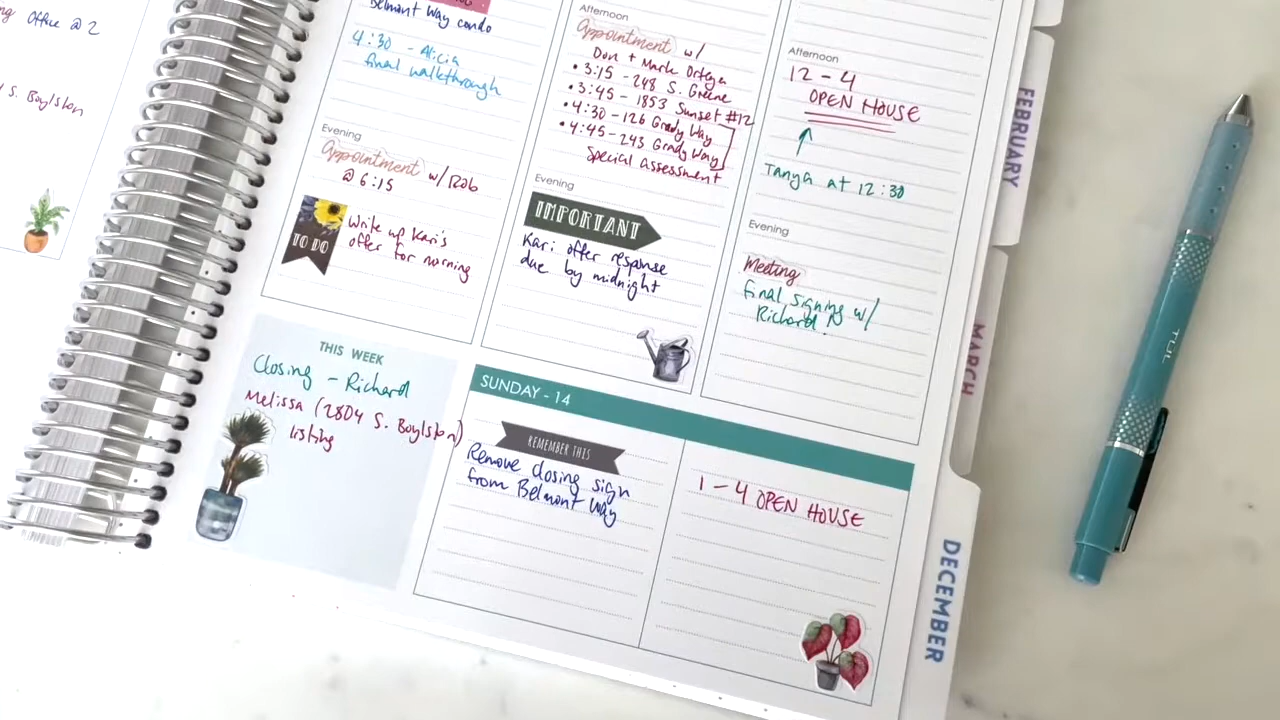 Office @ 2
S. Boylston
Belmont Way condo
4:30 - Alicia
final walkthrough
Evening
Appointment w/ Rob
@ 6:15
TO DO
Write up Kari's
offer for morning
Afternoon
Appointment w/
Don + Mark Ortega
• 3:15 - 248 S. Greene
• 3:45 - 1853 Sunset #12
• 4:30 - 126 Grady Way
• 4:45 - 243 Grady Way
Special Assessment
Evening
IMPORTANT
Kari offer response
due by midnight
Afternoon
12 - 4
OPEN HOUSE
Tanya at 12:30
Evening
Meeting
final signing w/
Richard N.
THIS WEEK
Closing - Richard
Melissa (2804 S. Boylston)
listing
SUNDAY - 14
REMEMBER THIS
Remove closing sign
from Belmont Way
1 - 4 OPEN HOUSE
FEBRUARY
MARCH
DECEMBER
TUL